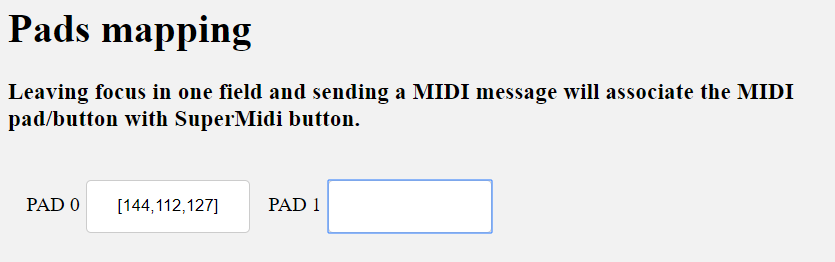 Pads mapping
Leaving focus in one field and sending a MIDI message will associate the MIDI
pad/button with SuperMidi button.
PAD 0 [144,112,127] PAD 1